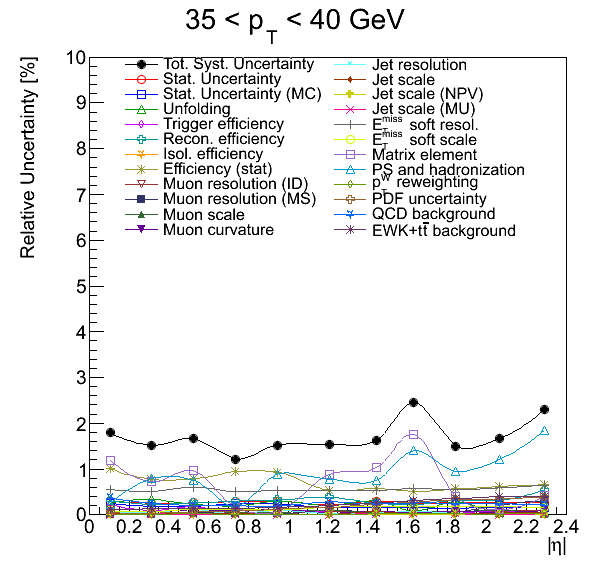 35 < p_T < 40 GeV
Relative Uncertainty [%]
10
9
8
7
6
5
4
3
2
1
0
Tot. Syst. Uncertainty
Stat. Uncertainty
Stat. Uncertainty (MC)
Unfolding
Trigger efficiency
Recon. efficiency
Isol. efficiency
Efficiency (stat)
Muon resolution (ID)
Muon resolution (MS)
Muon scale
Muon curvature
Jet resolution
Jet scale
Jet scale (NPV)
Jet scale (MU)
E_T^miss soft resol.
E_T^miss soft scale
Matrix element
PS and hadronization
p_T^W reweighting
PDF uncertainty
QCD background
EWK+tt̄ background
0 0.2 0.4 0.6 0.8 1 1.2 1.4 1.6 1.8 2 2.2 2.4
|η|